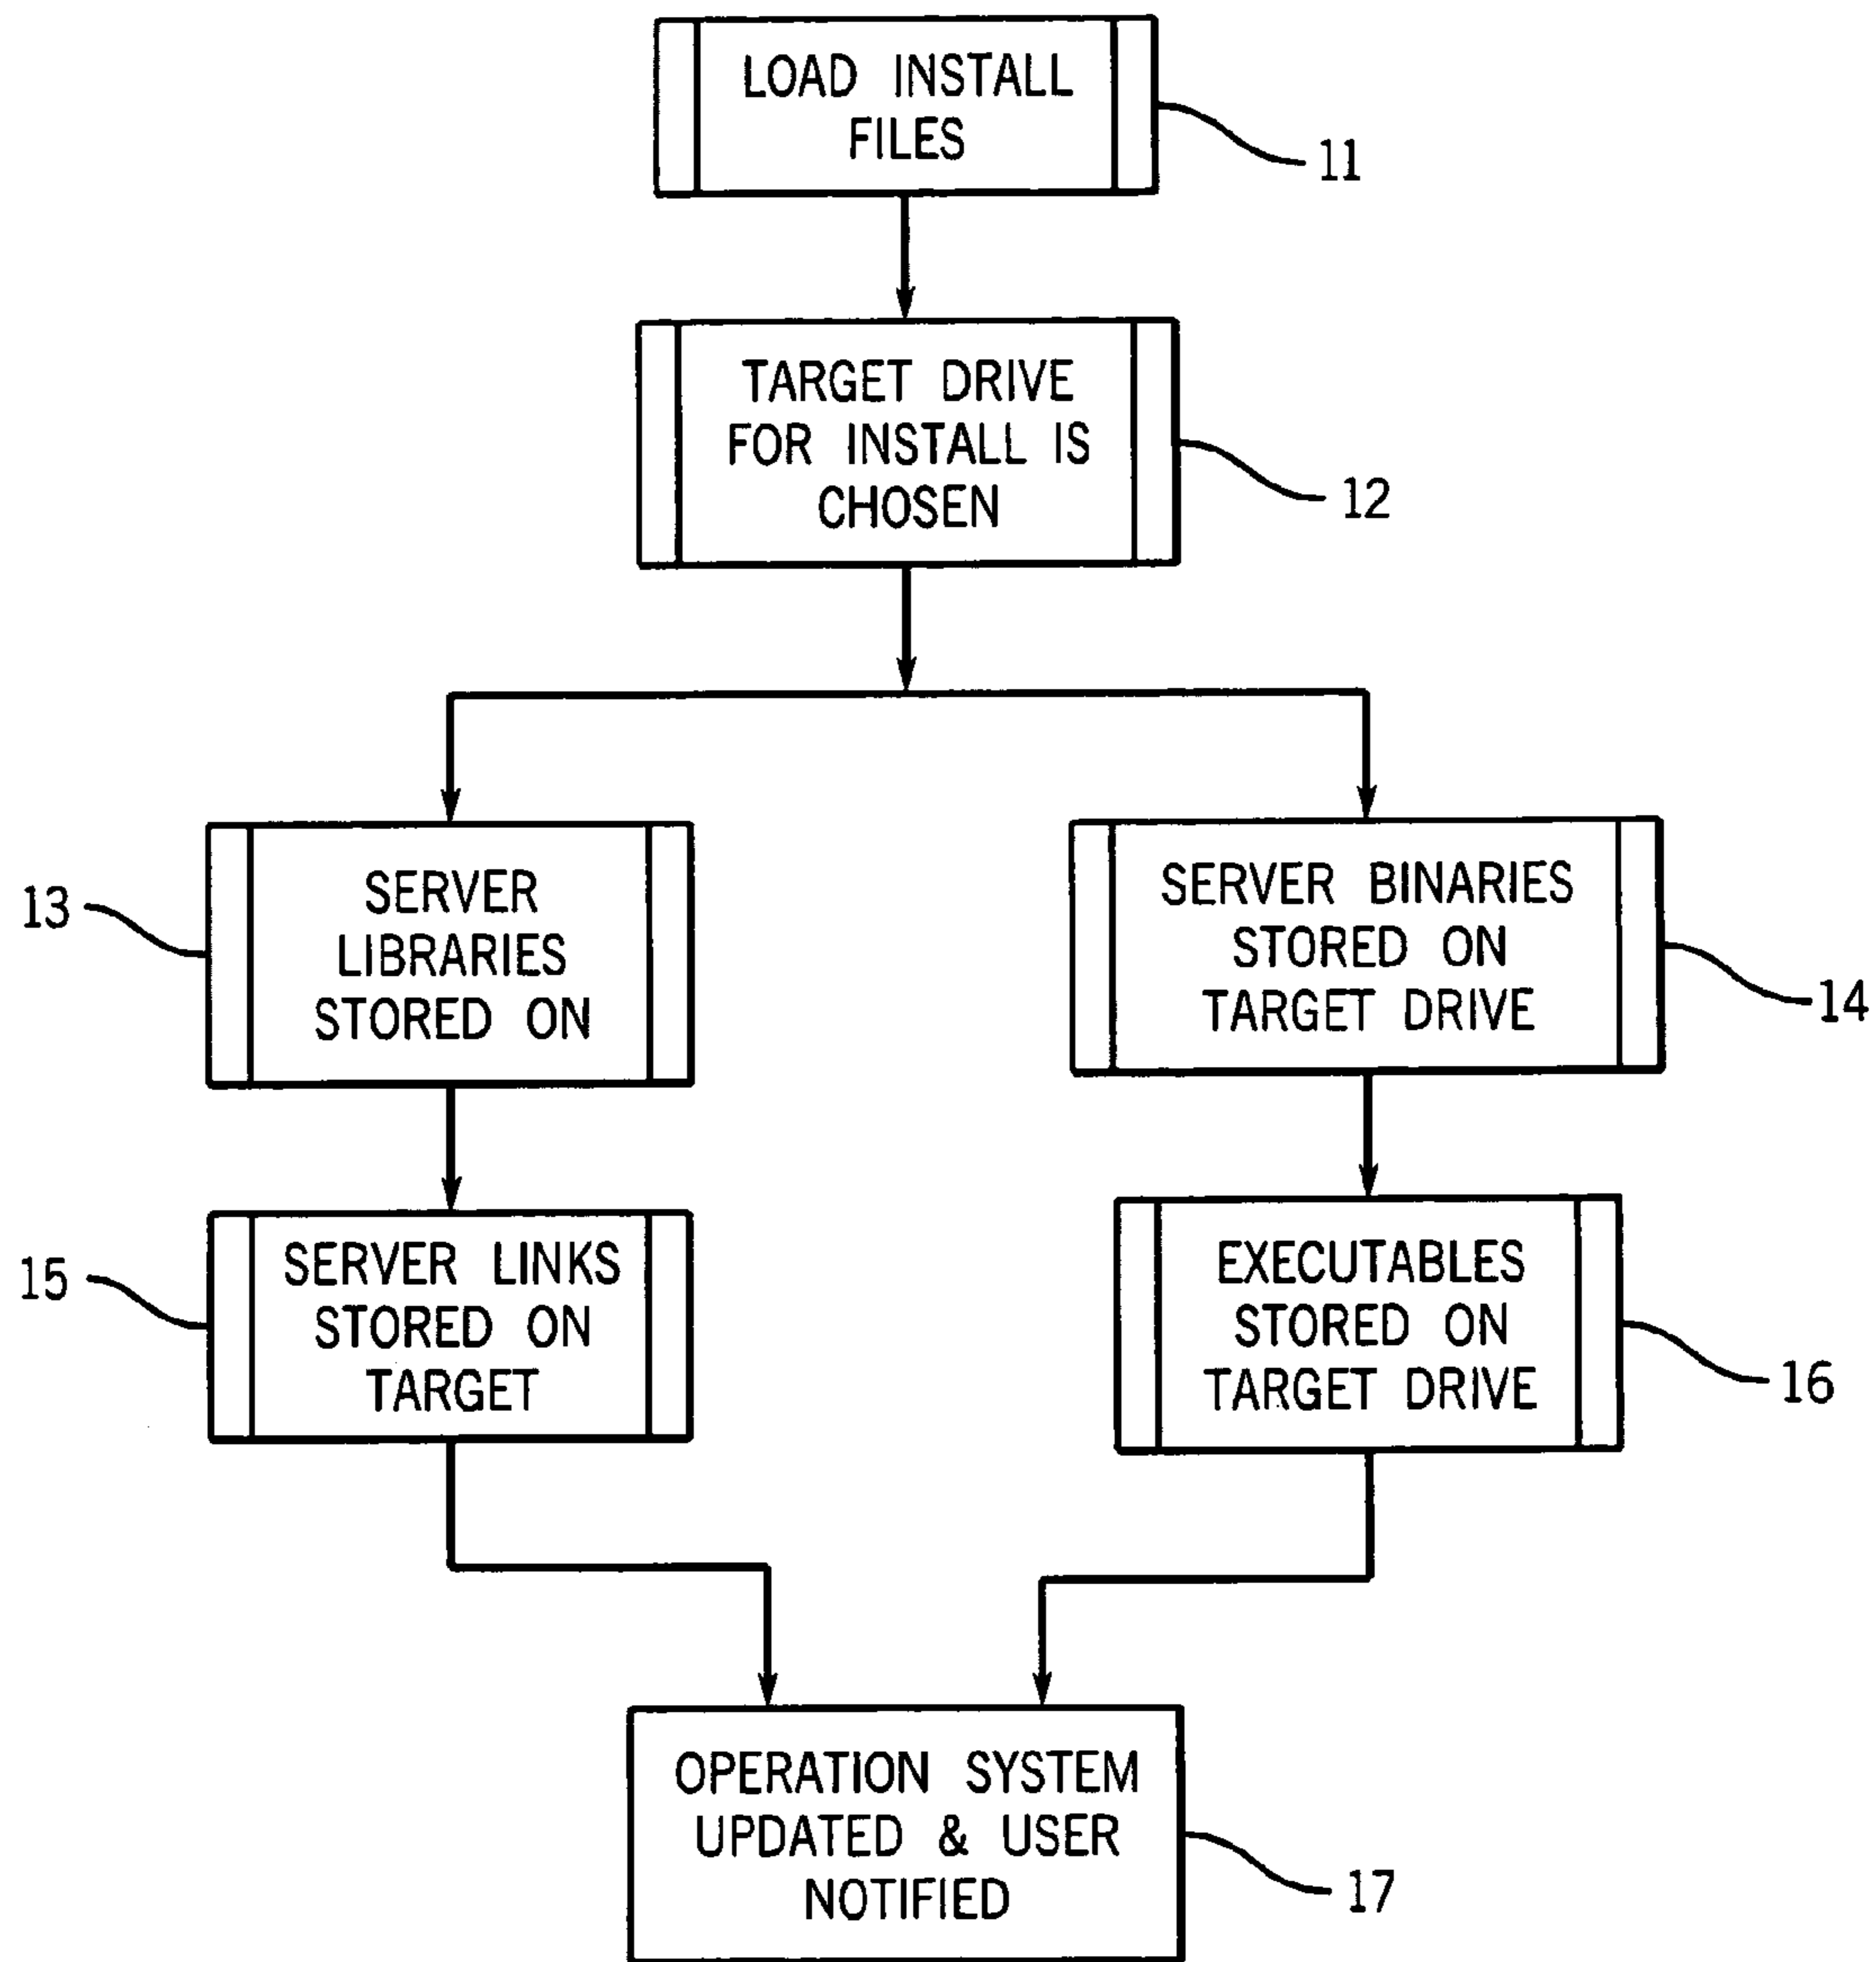 LOAD INSTALL
FILES
11
TARGET DRIVE
FOR INSTALL IS
CHOSEN
12
13
SERVER
LIBRARIES
STORED ON
SERVER BINARIES
STORED ON
TARGET DRIVE
14
15
SERVER LINKS
STORED ON
TARGET
EXECUTABLES
STORED ON
TARGET DRIVE
16
OPERATION SYSTEM
UPDATED & USER
NOTIFIED
17